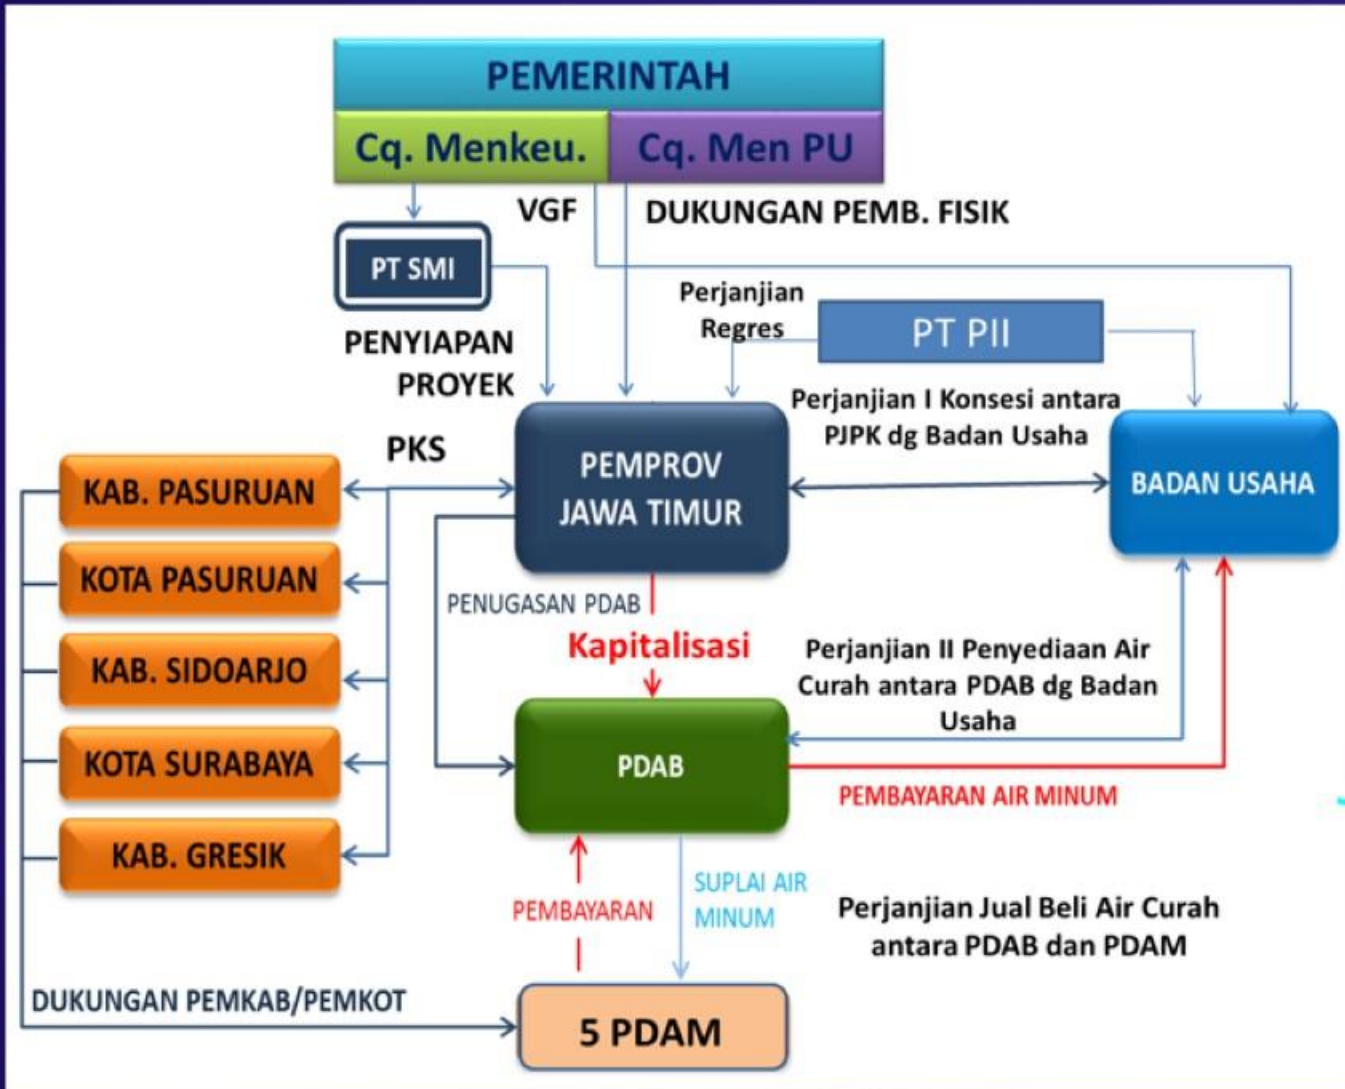 PEMERINTAH
Cq. Menkeu.
Cq. Men PU
VGF
DUKUNGAN PEMB. FISIK
PT SMI
Perjanjian
Regres
PT PII
PENYIAPAN
PROYEK
Perjanjian I Konsesi antara
PJPK dg Badan Usaha
PKS
PEMPROV
JAWA TIMUR
BADAN USAHA
KAB. PASURUAN
KOTA PASURUAN
KAB. SIDOARJO
KOTA SURABAYA
KAB. GRESIK
PENUGASAN PDAB
Kapitalisasi
Perjanjian II Penyediaan Air
Curah antara PDAB dg Badan
Usaha
PDAB
PEMBAYARAN AIR MINUM
PEMBAYARAN
SUPLAI AIR
MINUM
Perjanjian Jual Beli Air Curah
antara PDAB dan PDAM
DUKUNGAN PEMKAB/PEMKOT
5 PDAM